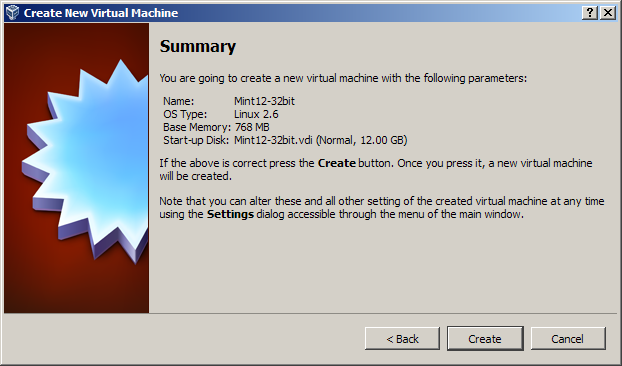 Create New Virtual Machine
Summary
You are going to create a new virtual machine with the following parameters:
Name: Mint12-32bit
OS Type: Linux 2.6
Base Memory: 768 MB
Start-up Disk: Mint12-32bit.vdi (Normal, 12.00 GB)
If the above is correct press the Create button. Once you press it, a new virtual machine
will be created.
Note that you can alter these and all other setting of the created virtual machine at any time
using the Settings dialog accessible through the menu of the main window.
< Back Create Cancel